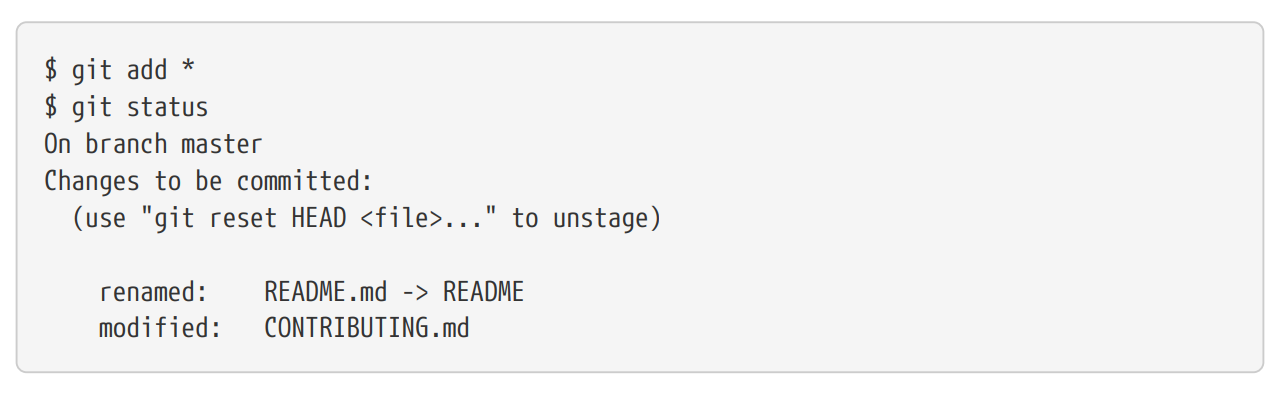 $ git add *
$ git status
On branch master
Changes to be committed:
  (use "git reset HEAD <file>..." to unstage)

    renamed:    README.md -> README
    modified:   CONTRIBUTING.md